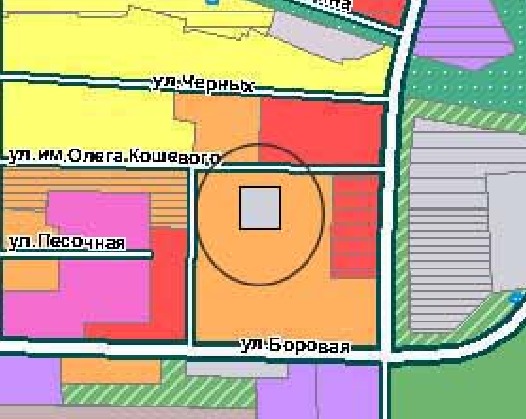 ул.Черных
ул.им.Олега.Кошевого
ул.Песочная
ул.Боровая